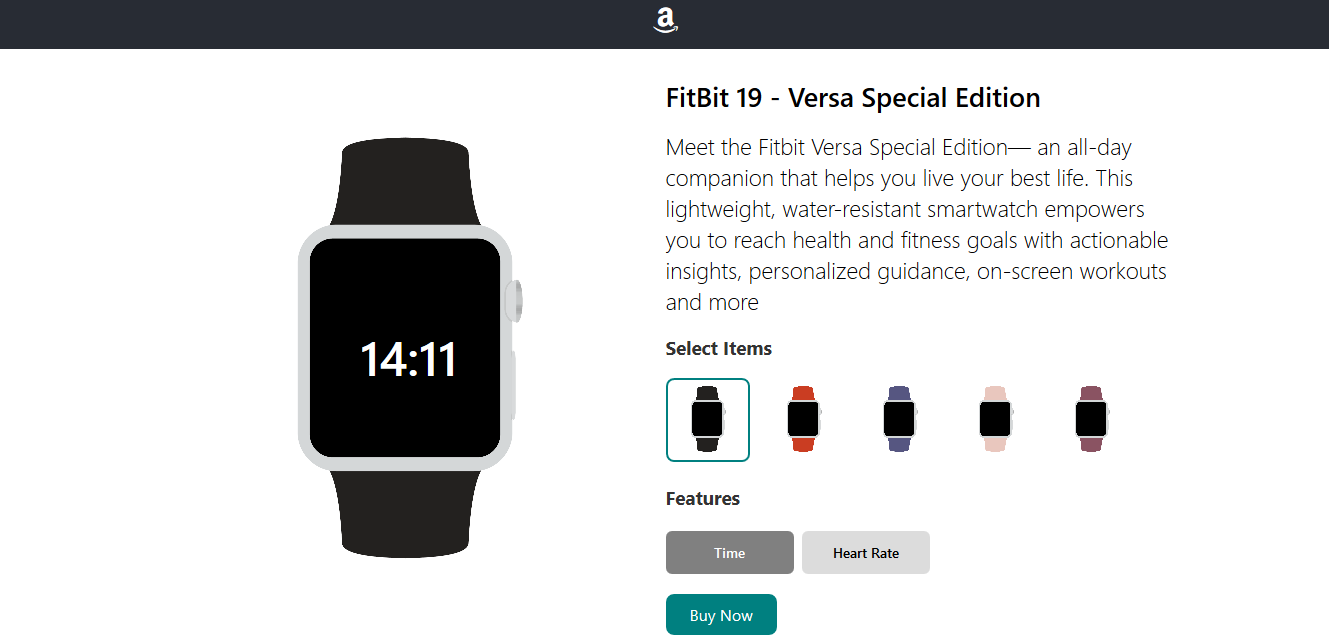 a
FitBit 19 - Versa Special Edition
Meet the Fitbit Versa Special Edition— an all-day
companion that helps you live your best life. This
lightweight, water-resistant smartwatch empowers
you to reach health and fitness goals with actionable
insights, personalized guidance, on-screen workouts
and more
14:11
Select Items
Features
Time Heart Rate
Buy Now